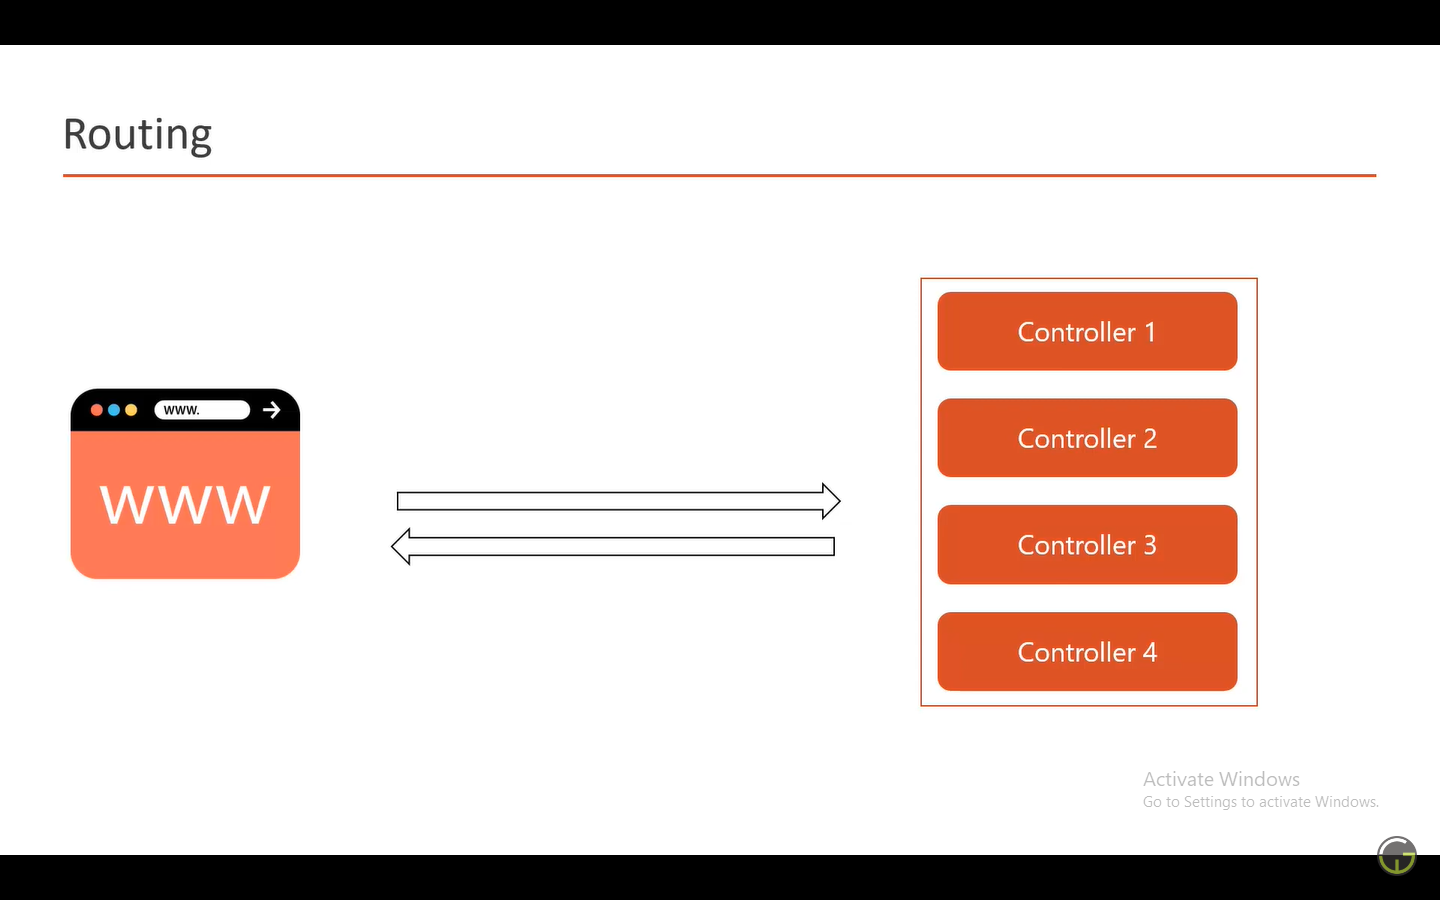 Routing
www.
WWW
Controller 1
Controller 2
Controller 3
Controller 4
Activate Windows
Go to Settings to activate Windows.